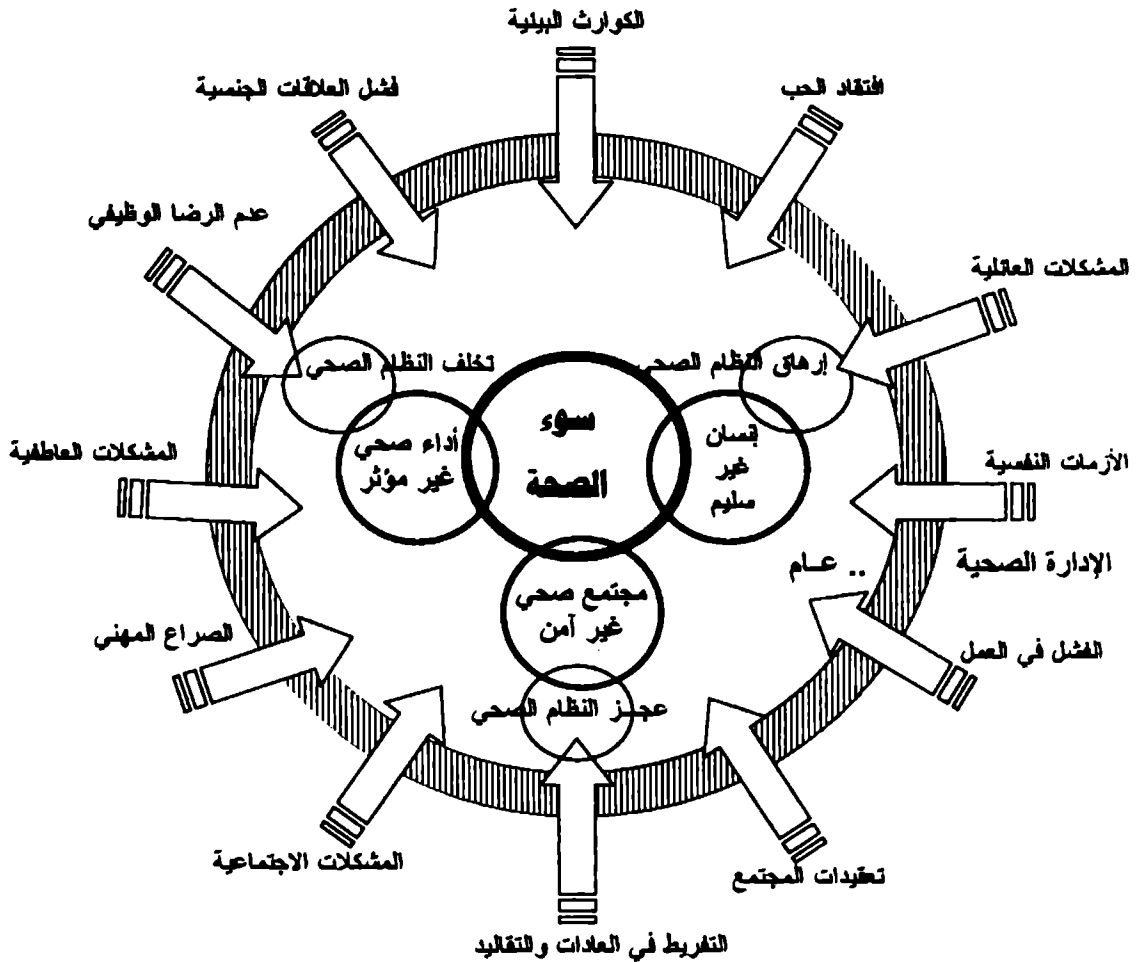 الكوارث البيئية
افتقاد الحب
فشل العلاقات الجنسية
عدم الرضا الوظيفي
المشكلات العائلية
إرهاق النظام الصحي
تخلف النظام الصحي
سوء
الصحة
إنسان
غير
سليم
أداء صحي
غير مؤثر
المشكلات العاطفية
الأزمات النفسية
الإدارة الصحية
.. عــام
مجتمع صحي
غير آمن
الصراع المهني
الفشل في العمل
عجــز النظام الصحي
المشكلات الاجتماعية
تعقيدات المجتمع
التفريط في العادات والتقاليد